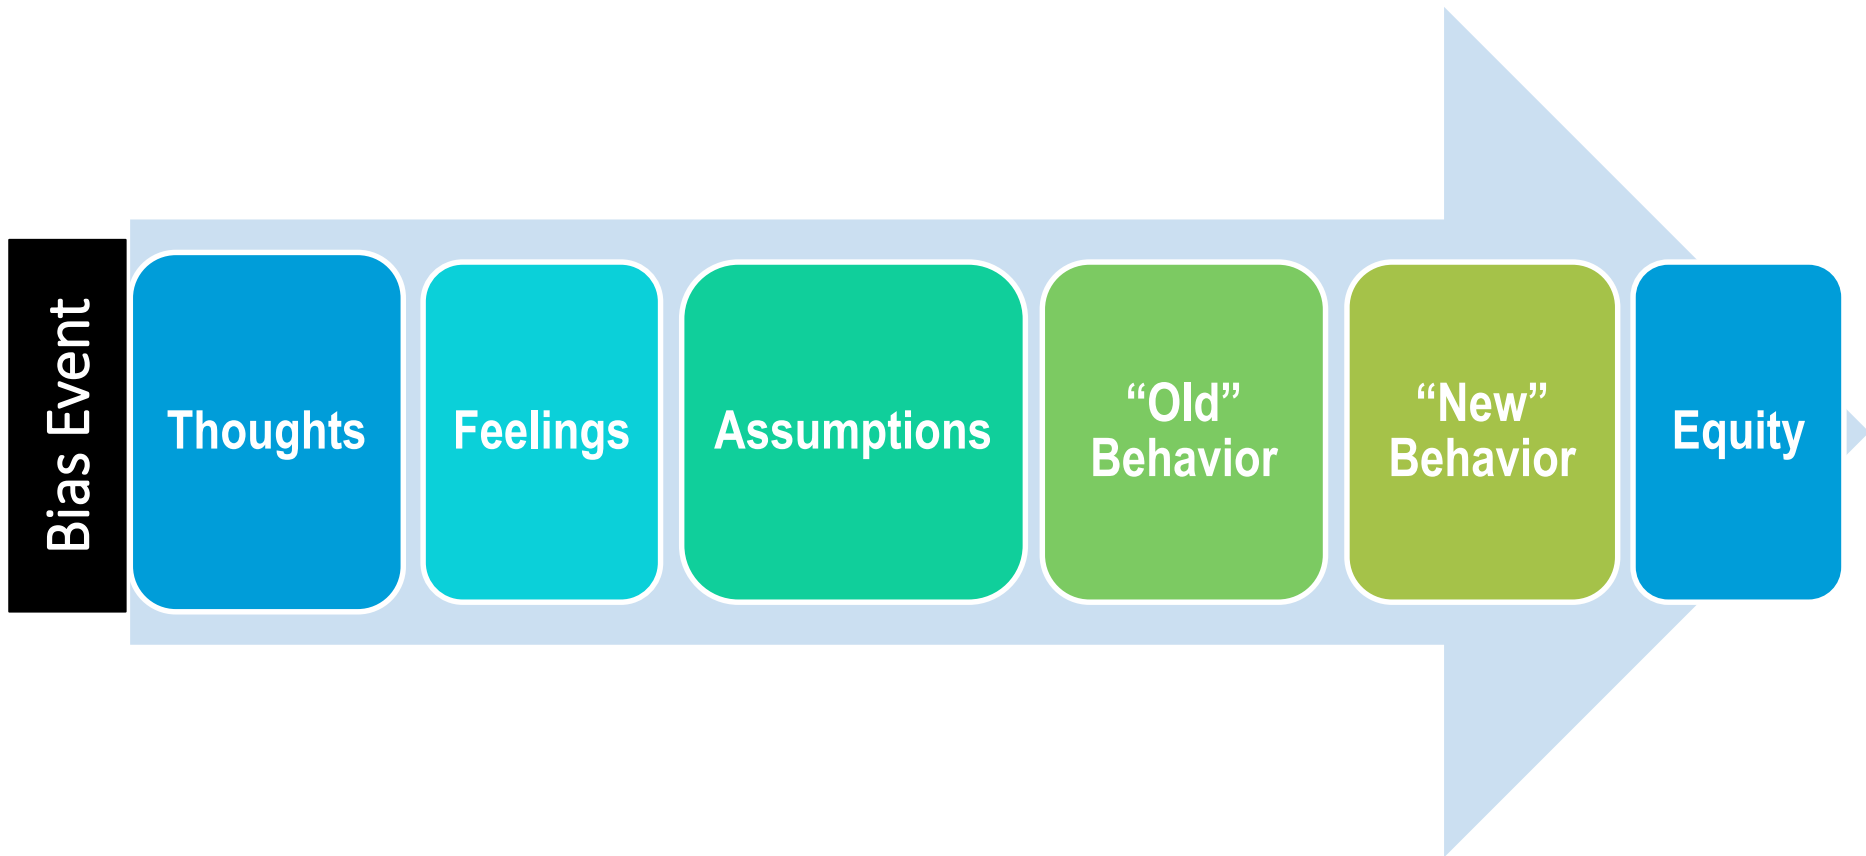 Bias Event
Thoughts
Feelings
Assumptions
“Old”
Behavior
“New”
Behavior
Equity